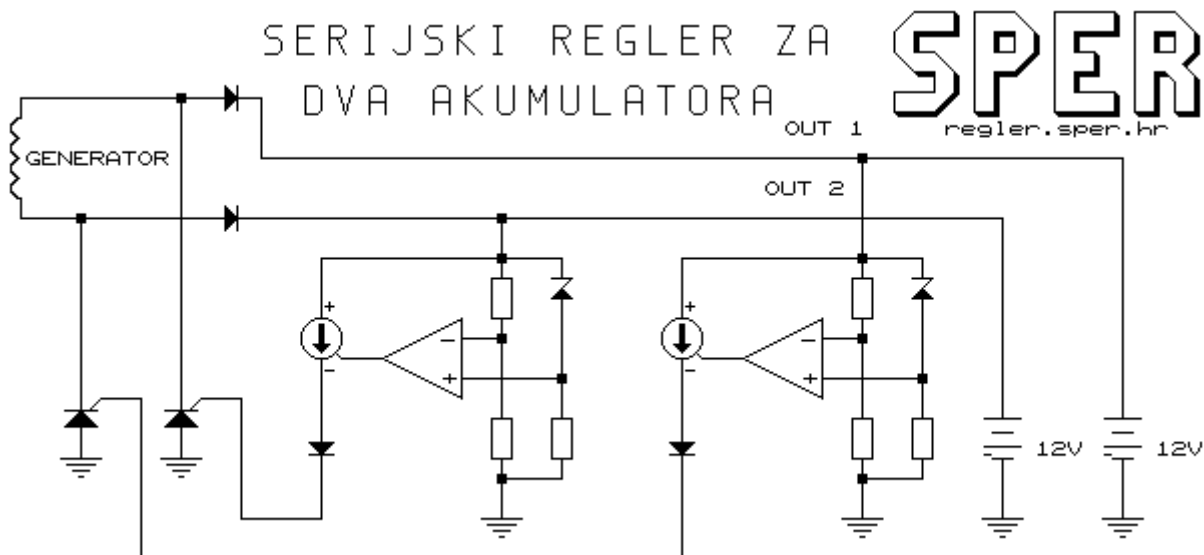 SERIJSKI REGLER ZA
DVA AKUMULATORA
SPER
regler.sper.hr
OUT 1
GENERATOR
OUT 2
+
+
-
-
-
+
-
+
12V
12V